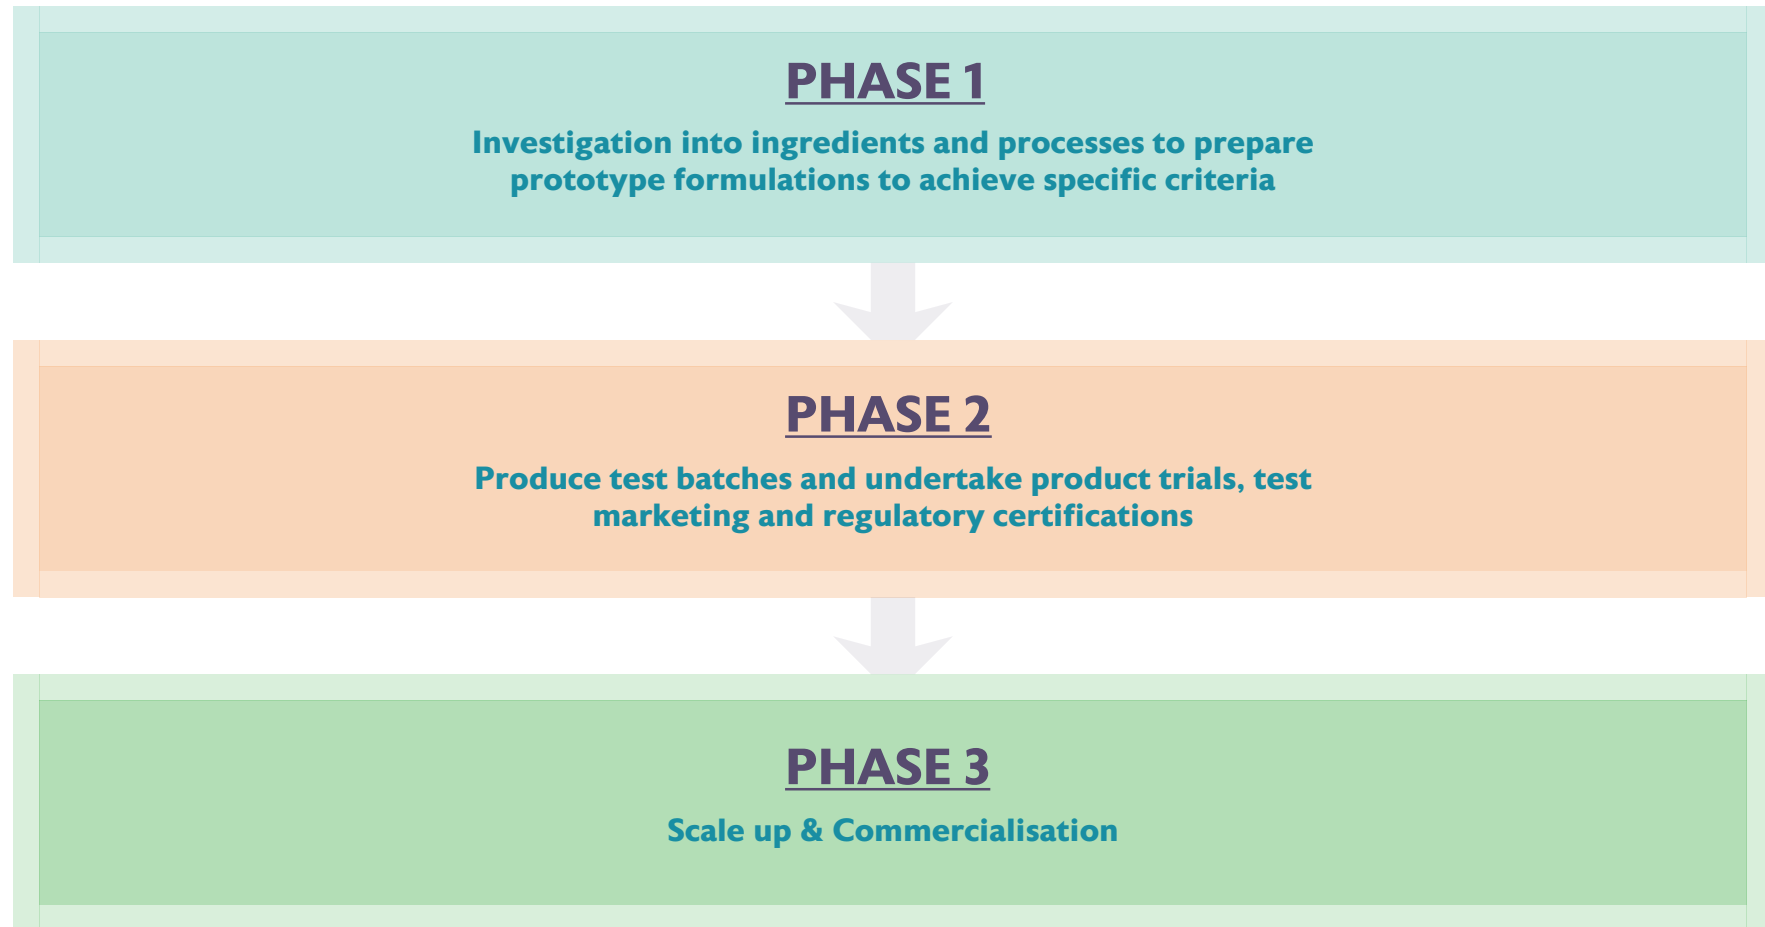 PHASE 1
Investigation into ingredients and processes to prepare
prototype formulations to achieve specific criteria
PHASE 2
Produce test batches and undertake product trials, test
marketing and regulatory certifications
PHASE 3
Scale up & Commercialisation